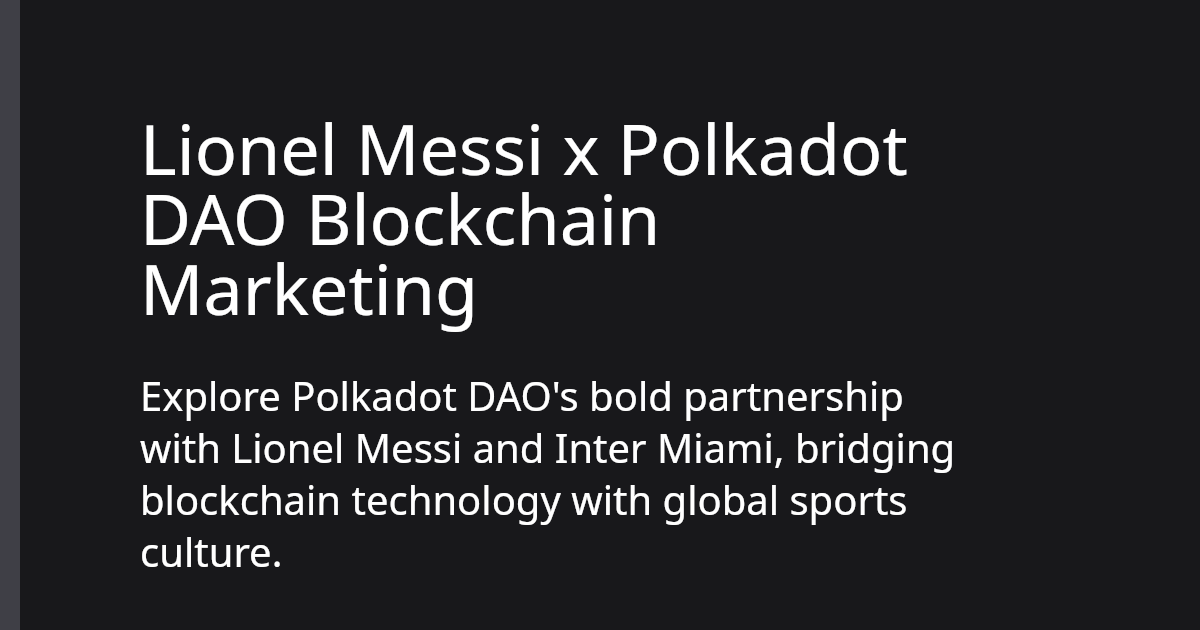 Lionel Messi x Polkadot
DAO Blockchain
Marketing
Explore Polkadot DAO's bold partnership
with Lionel Messi and Inter Miami, bridging
blockchain technology with global sports
culture.